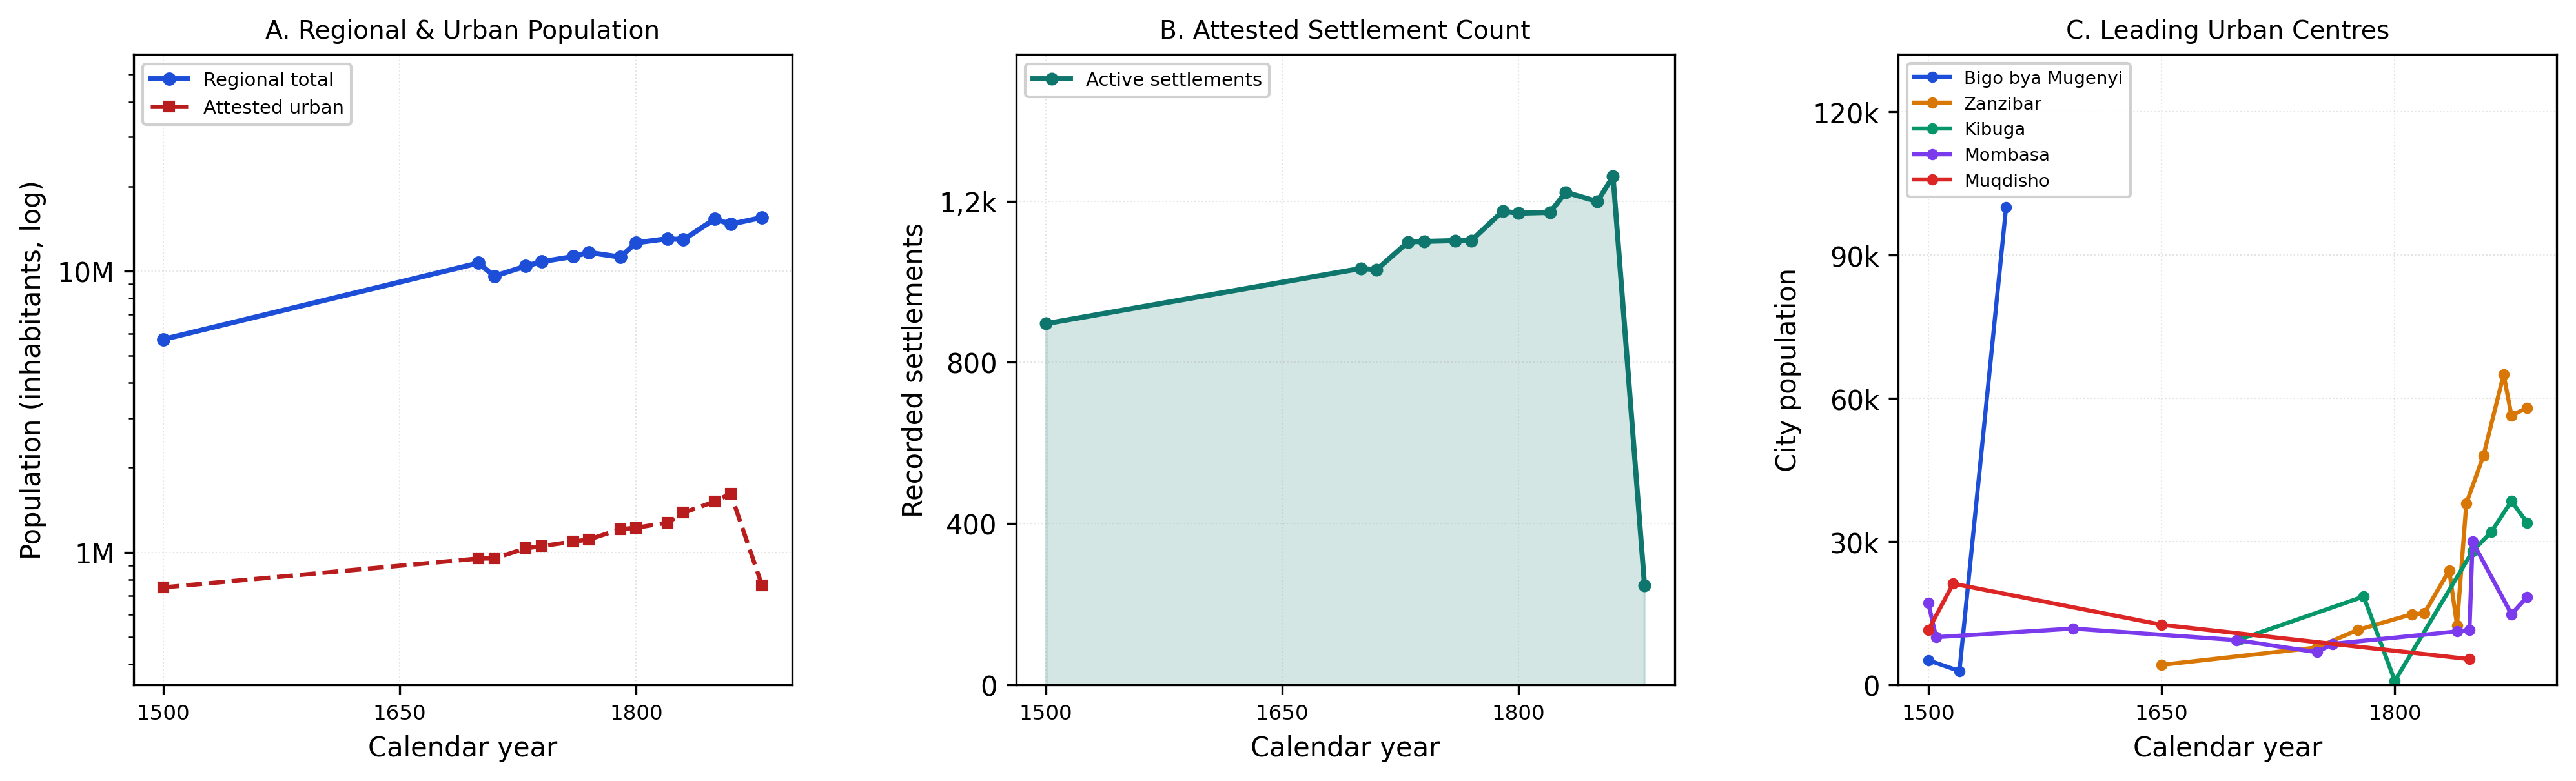 A. Regional & Urban Population
Regional total
Attested urban
Population (inhabitants, log)
10M
1M
1500
1650
1800
Calendar year
B. Attested Settlement Count
Active settlements
Recorded settlements
1,2k
800
400
0
1500
1650
1800
Calendar year
C. Leading Urban Centres
Bigo bya Mugenyi
Zanzibar
Kibuga
Mombasa
Muqdisho
City population
120k
90k
60k
30k
0
1500
1650
1800
Calendar year